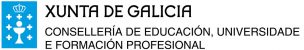 XUNTA DE GALICIA
CONSELLERÍA DE EDUCACIÓN, UNIVERSIDADE
E FORMACIÓN PROFESIONAL